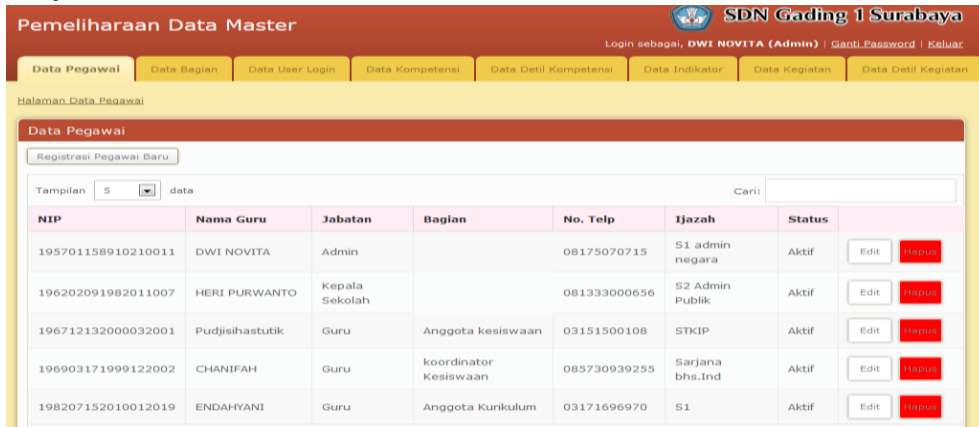 Pemeliharaan Data Master
SDN Gading 1 Surabaya
Login sebagai, DWI NOVITA (Admin) | Ganti Password | Keluar
Data Pegawai Data Bagian Data User Login Data Kompetensi Data Detil Kompetensi Data Indikator Data Kegiatan Data Detil Kegiatan
Halaman Data Pegawai
Data Pegawai
Registrasi Pegawai Baru
Tampilan 5 data Cari:
NIP Nama Guru Jabatan Bagian No. Telp Ijazah Status
195701158910210011 DWI NOVITA Admin 08175070715 S1 admin negara Aktif Edit Hapus
196202091982011007 HERI PURWANTO Kepala Sekolah 081333000656 S2 Admin Publik Aktif Edit Hapus
196712132000032001 Pudjisihastutik Guru Anggota kesiswaan 03151500108 STKIP Aktif Edit Hapus
196903171999122002 CHANIFAH Guru koordinator Kesiswaan 085730939255 Sarjana bhs.Ind Aktif Edit Hapus
198207152010012019 ENDAHYANI Guru Anggota Kurikulum 03171696970 S1 Aktif Edit Hapus